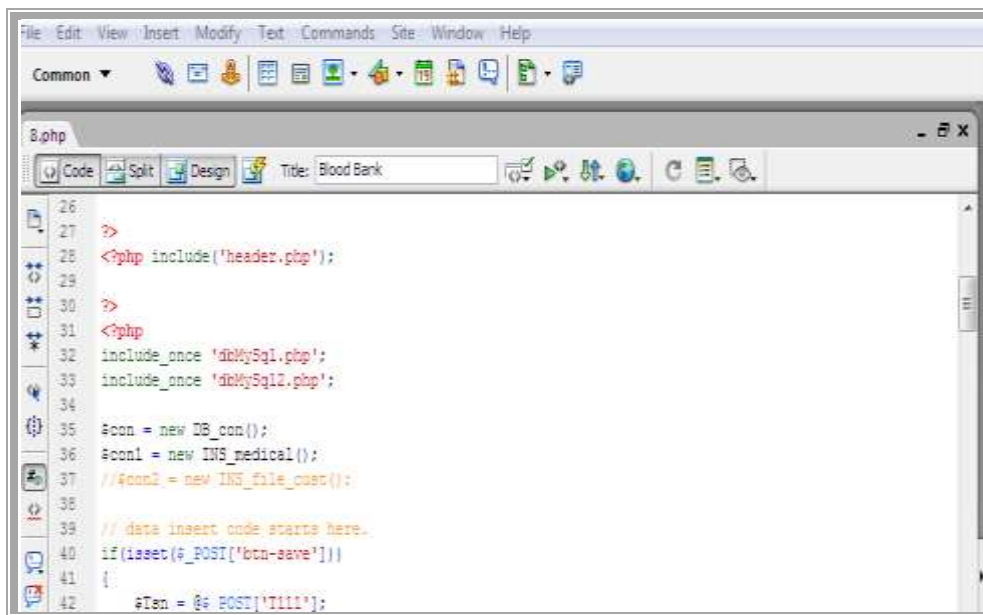 File Edit View Insert Modify Text Commands Site Window Help
Common
8.php
Code Split Design Title: Blood Bank
26
27 ?>
28 <?php include('header.php');
29
30 ?>
31 <?php
32 include_once 'dbMySql.php';
33 include_once 'dbMySql2.php';
34
35 $con = new DB_con();
36 $con1 = new INS_medical();
37 //$con2 = new INS_file_cust();
38
39 // data insert code starts here.
40 if(isset($_POST['btn-save']))
41 {
42 $Tsn = @$_POST['T111'];